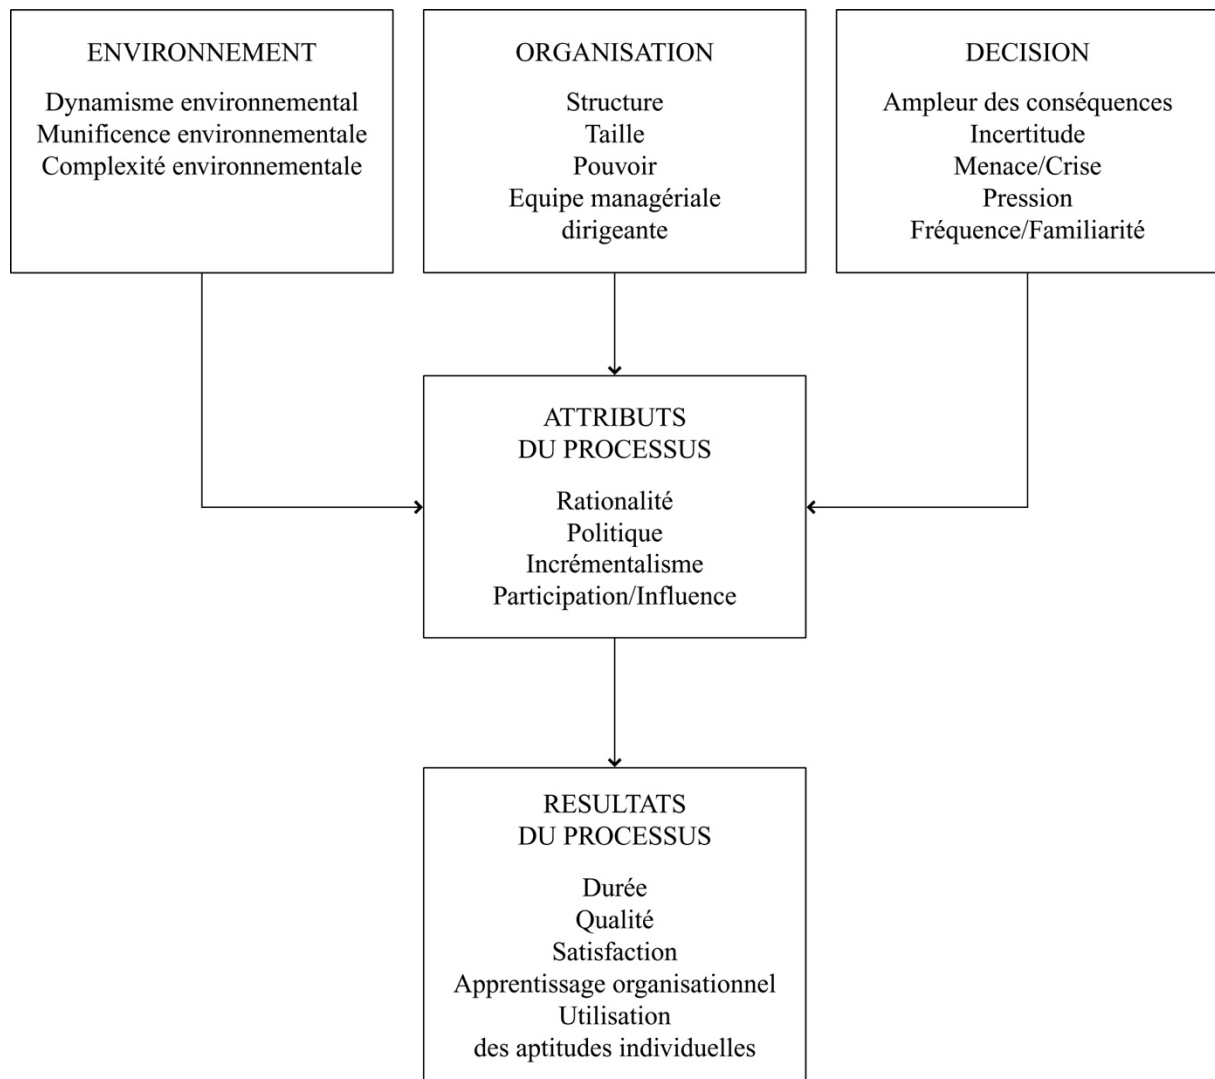 ENVIRONNEMENT
Dynamisme environnemental
Munificence environnementale
Complexité environnementale
ORGANISATION
Structure
Taille
Pouvoir
Equipe managériale
dirigeante
DECISION
Ampleur des conséquences
Incertitude
Menace/Crise
Pression
Fréquence/Familiarité
ATTRIBUTS
DU PROCESSUS
Rationalité
Politique
Incrémentalisme
Participation/Influence
RESULTATS
DU PROCESSUS
Durée
Qualité
Satisfaction
Apprentissage organisationnel
Utilisation
des aptitudes individuelles